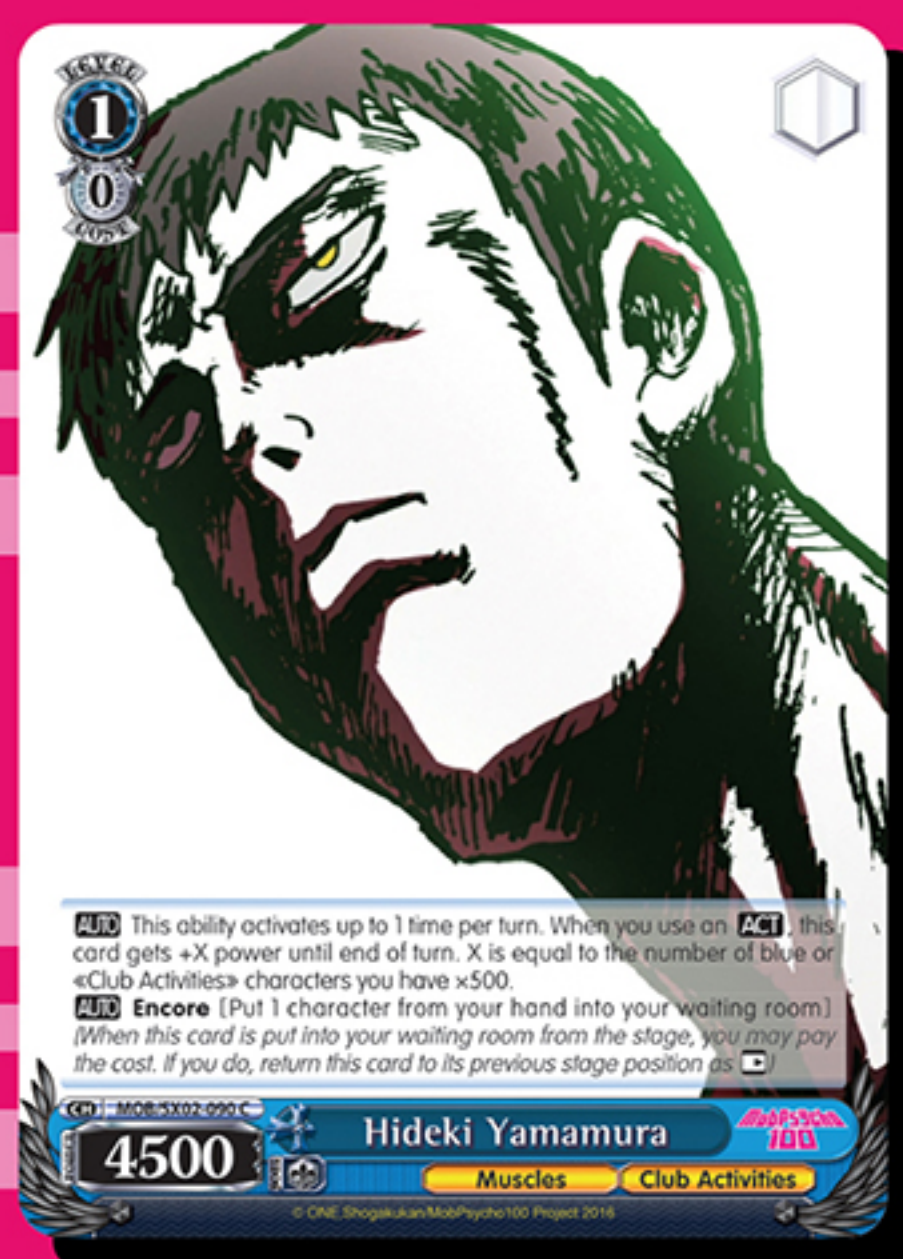 LEVEL
1
0
COST
AUTO This ability activates up to 1 time per turn. When you use an ACT, this
card gets +X power until end of turn. X is equal to the number of blue or
«Club Activities» characters you have ×500.
AUTO Encore [Put 1 character from your hand into your waiting room]
(When this card is put into your waiting room from the stage, you may pay
the cost. If you do, return this card to its previous stage position as )
CH MOB/SX02-090 C
POWER 4500
Hideki Yamamura
MobPsycho
100
Muscles Club Activities
© ONE,Shogakukan/MobPsycho100 Project 2016